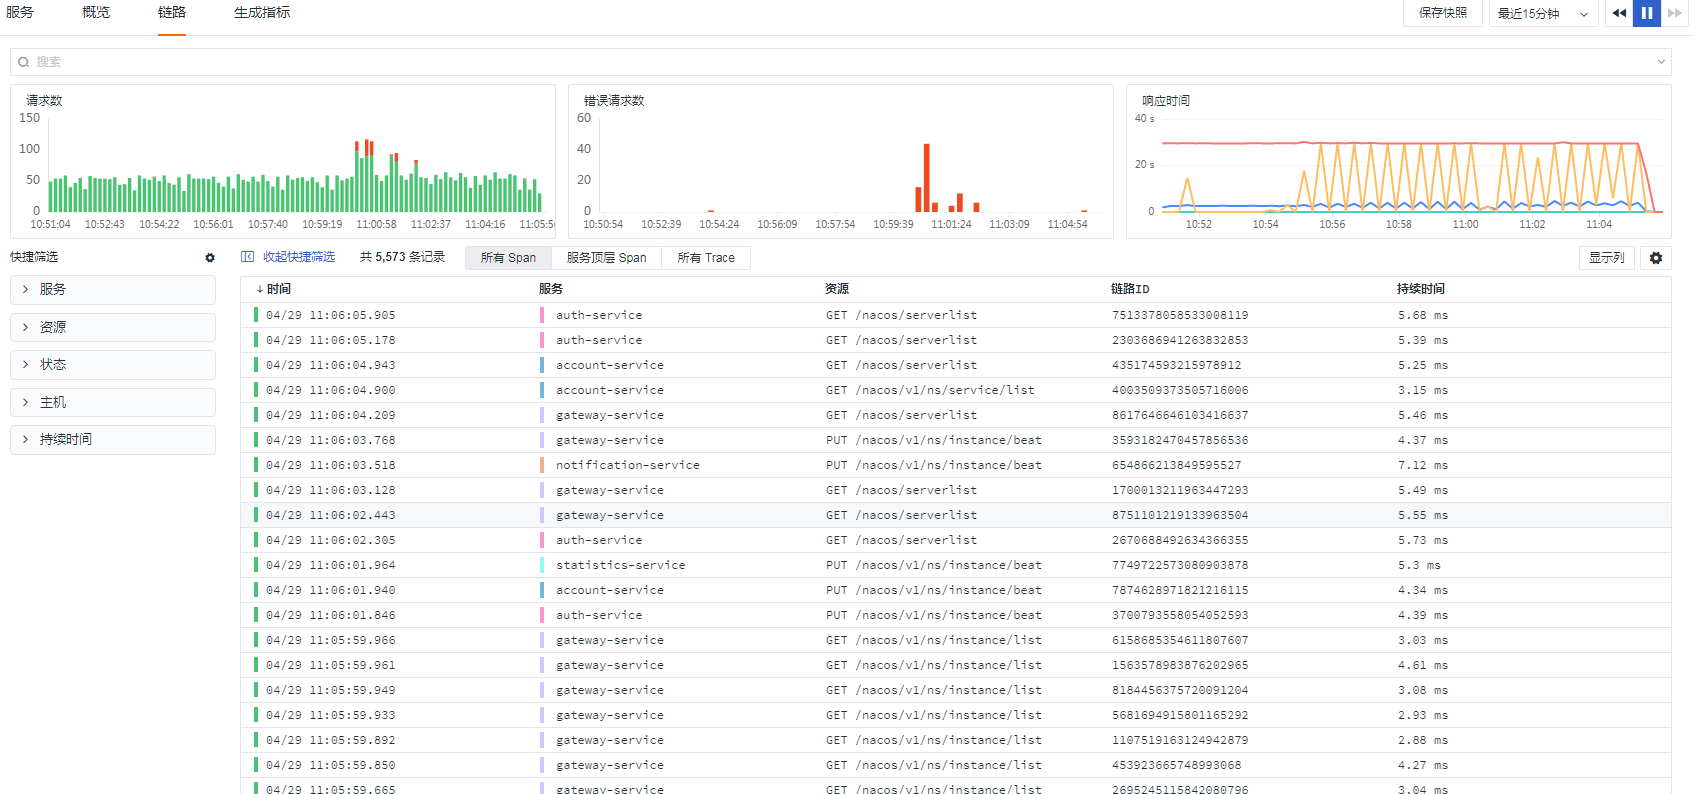 服务 概览 链路 生成指标 保存快照 最近15分钟
搜索
请求数
150
100
50
0
10:51:04 10:52:43 10:54:22 10:56:01 10:57:40 10:59:19 11:00:58 11:02:37 11:04:16 11:05:5
错误请求数
60
40
20
0
10:50:54 10:52:39 10:54:24 10:56:09 10:57:54 10:59:39 11:01:24 11:03:09 11:04:54
响应时间
40 s
20 s
0
10:52 10:54 10:56 10:58 11:00 11:02 11:04
快捷筛选
服务
资源
状态
主机
持续时间
收起快捷筛选 共 5,573 条记录 所有 Span 服务顶层 Span 所有 Trace 显示列
时间 服务 资源 链路ID 持续时间
04/29 11:06:05.905 auth-service GET /nacos/serverlist 7513378058533008119 5.68 ms
04/29 11:06:05.178 auth-service GET /nacos/serverlist 2303686941263832853 5.39 ms
04/29 11:06:04.943 account-service GET /nacos/serverlist 435174593215978912 5.25 ms
04/29 11:06:04.900 account-service GET /nacos/v1/ns/service/list 4003509373505716006 3.15 ms
04/29 11:06:04.209 gateway-service GET /nacos/serverlist 8617646646103416637 5.46 ms
04/29 11:06:03.768 gateway-service PUT /nacos/v1/ns/instance/beat 3593182470457856536 4.37 ms
04/29 11:06:03.518 notification-service PUT /nacos/v1/ns/instance/beat 654866213849595527 7.12 ms
04/29 11:06:03.128 gateway-service GET /nacos/serverlist 1700013211963447293 5.49 ms
04/29 11:06:02.443 gateway-service GET /nacos/serverlist 8751101219133963504 5.55 ms
04/29 11:06:02.305 auth-service GET /nacos/serverlist 2670688492634366355 5.73 ms
04/29 11:06:01.964 statistics-service PUT /nacos/v1/ns/instance/beat 7749722573080903878 5.3 ms
04/29 11:06:01.940 account-service PUT /nacos/v1/ns/instance/beat 7874628971821216115 4.34 ms
04/29 11:06:01.846 auth-service PUT /nacos/v1/ns/instance/beat 3700793558054052593 4.39 ms
04/29 11:05:59.966 gateway-service GET /nacos/v1/ns/instance/list 6158685354611807607 3.03 ms
04/29 11:05:59.961 gateway-service GET /nacos/v1/ns/instance/list 1563578983876202965 4.61 ms
04/29 11:05:59.949 gateway-service GET /nacos/v1/ns/instance/list 8184456375720091204 3.08 ms
04/29 11:05:59.933 gateway-service GET /nacos/v1/ns/instance/list 5681694915801165292 2.93 ms
04/29 11:05:59.892 gateway-service GET /nacos/v1/ns/instance/list 1107519163124942879 2.88 ms
04/29 11:05:59.850 gateway-service GET /nacos/v1/ns/instance/list 453923665748993068 4.27 ms
04/29 11:05:59.665 gateway-service GET /nacos/v1/ns/instance/list 2695245115842080796 3.04 ms